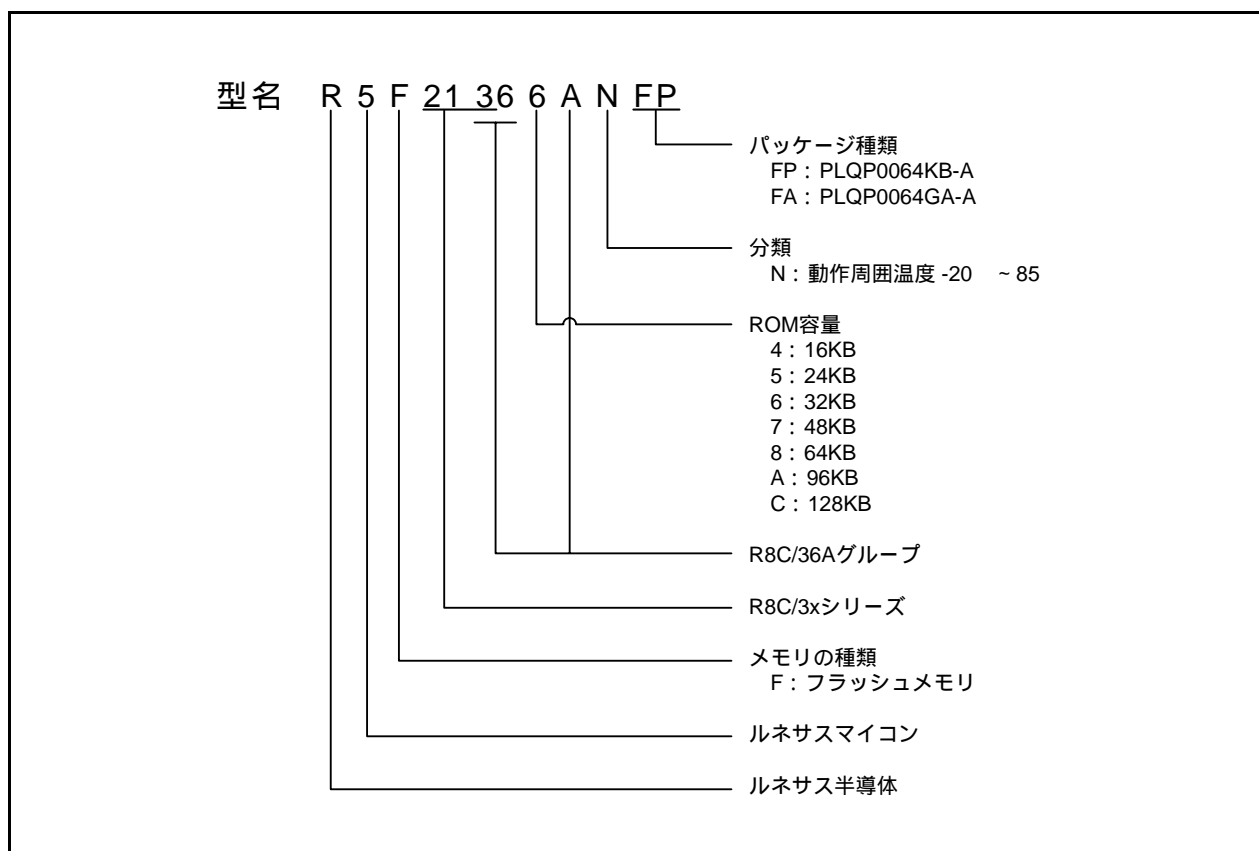 型名 R 5 F 21 36 6 A N FP
パッケージ種類
FP : PLQP0064KB-A
FA : PLQP0064GA-A
分類
N : 動作周囲温度 -20 ~ 85
ROM容量
4 : 16KB
5 : 24KB
6 : 32KB
7 : 48KB
8 : 64KB
A : 96KB
C : 128KB
R8C/36Aグループ
R8C/3xシリーズ
メモリの種類
F : フラッシュメモリ
ルネサスマイコン
ルネサス半導体